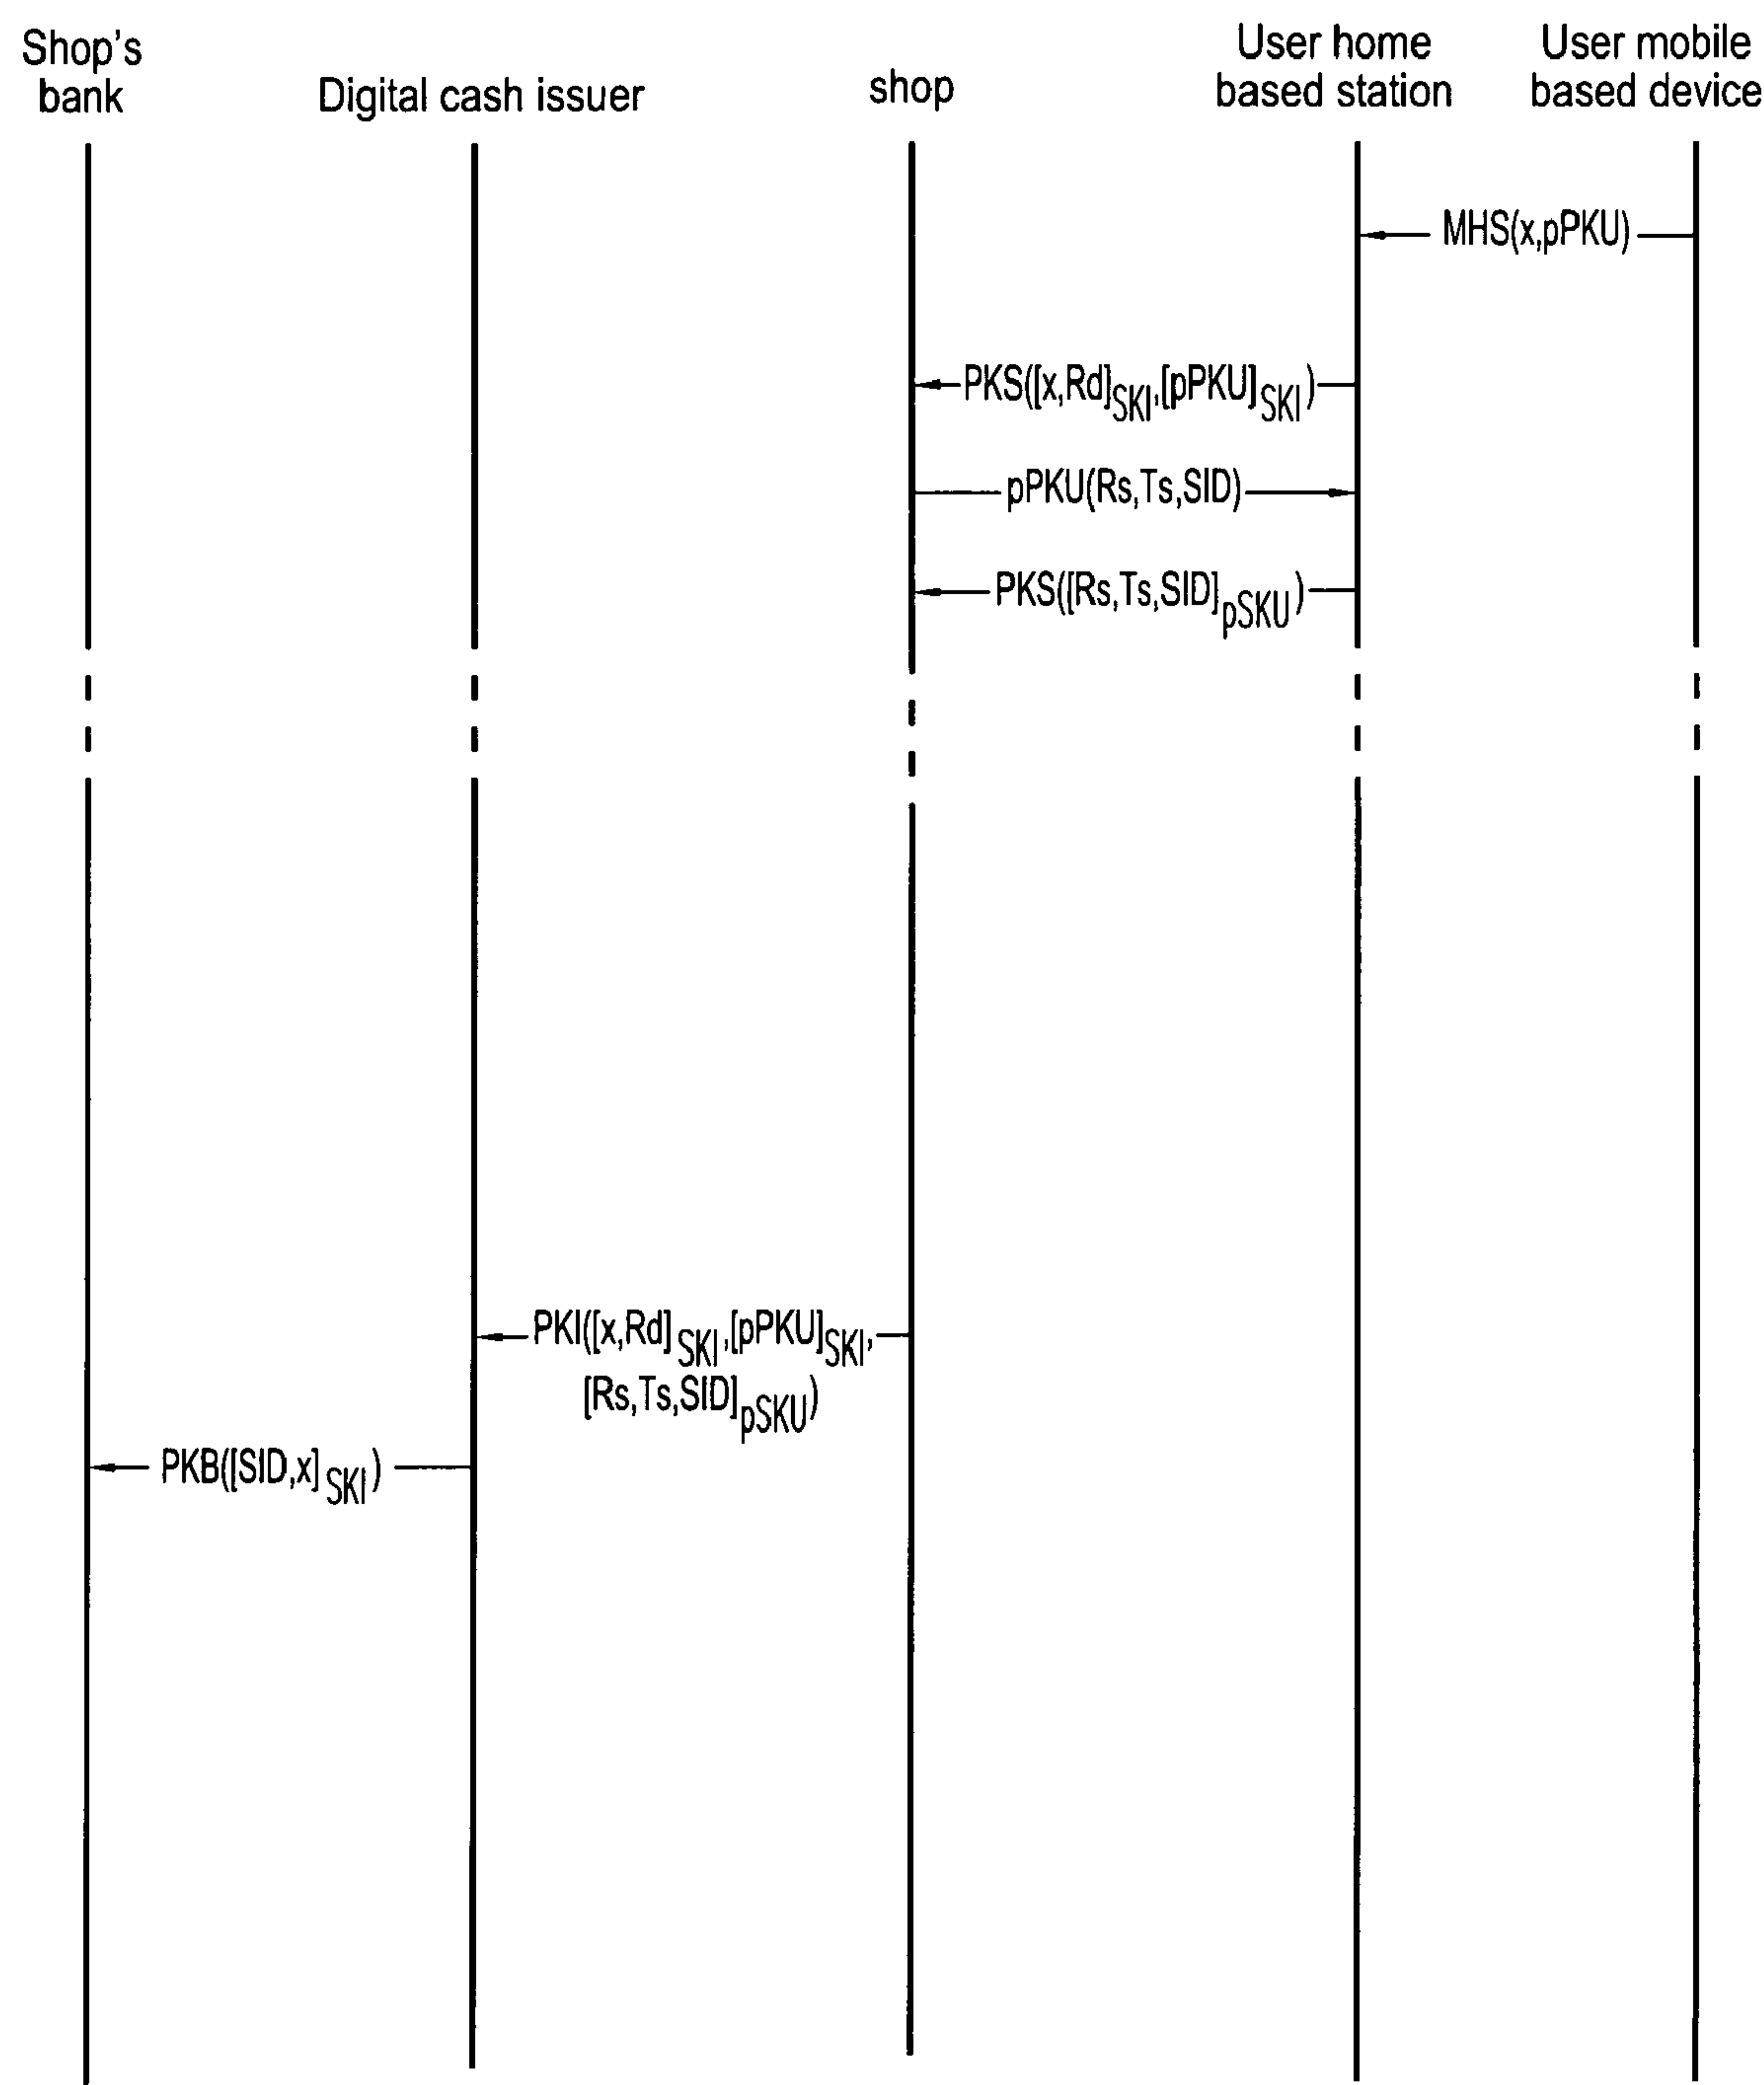 Shop's
bank
Digital cash issuer
shop
User home
based station
User mobile
based device
MHS(x,pPKU)
PKS([x,Rd]SKI,[pPKU]SKI)
pPKU(Rs,Ts,SID)
PKS([Rs,Ts,SID]pSKU)
PKI([x,Rd]SKI,[pPKU]SKI,
[Rs,Ts,SID]pSKU)
PKB([SID,x]SKI)